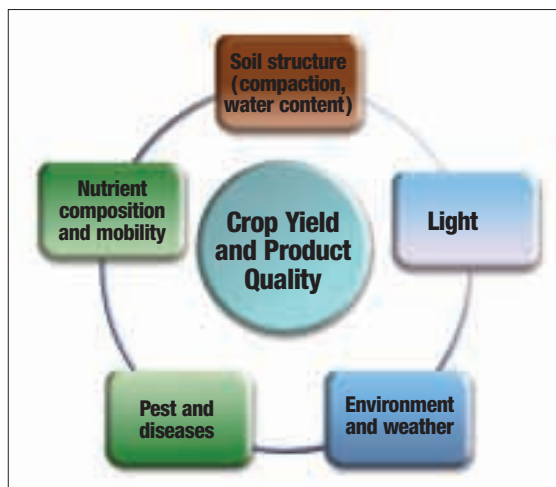 Soil structure
(compaction,
water content)
Nutrient
composition
and mobility
Crop Yield
and Product
Quality
Light
Pest and
diseases
Environment
and weather